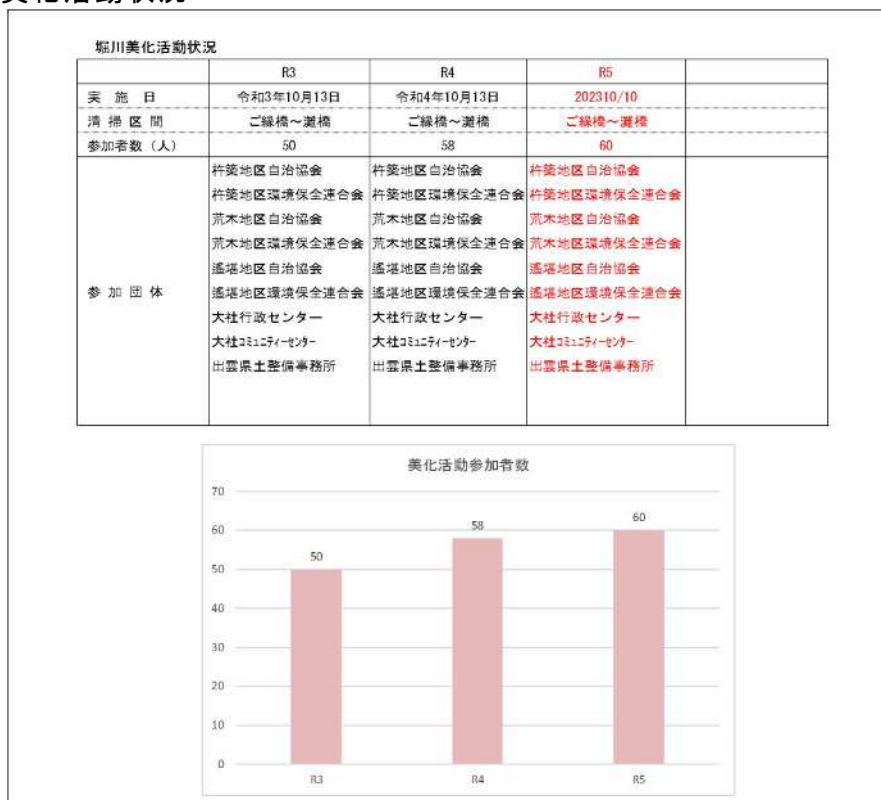 美化活動状況
堀川美化活動状況
R3 R4 R5
実施日 令和3年10月13日 令和4年10月13日 202310/10
清掃区間 ご縁橋～灘橋 ご縁橋～灘橋 ご縁橋～灘橋
参加者数（人） 50 58 60
参加団体
杵築地区自治協会 杵築地区自治協会 杵築地区自治協会
杵築地区環境保全連合会 杵築地区環境保全連合会 杵築地区環境保全連合会
荒木地区自治協会 荒木地区自治協会 荒木地区自治協会
荒木地区環境保全連合会 荒木地区環境保全連合会 荒木地区環境保全連合会
遙堪地区自治協会 遙堪地区自治協会 遙堪地区自治協会
遙堪地区環境保全連合会 遙堪地区環境保全連合会 遙堪地区環境保全連合会
大社行政センター 大社行政センター 大社行政センター
大社ｺﾐｭﾆﾃｨｰｾﾝﾀｰ 大社ｺﾐｭﾆﾃｨｰｾﾝﾀｰ 大社ｺﾐｭﾆﾃｨｰｾﾝﾀｰ
出雲県土整備事務所 出雲県土整備事務所 出雲県土整備事務所
美化活動参加者数
70
60
50
40
30
20
10
0
50 58 60
R3 R4 R5